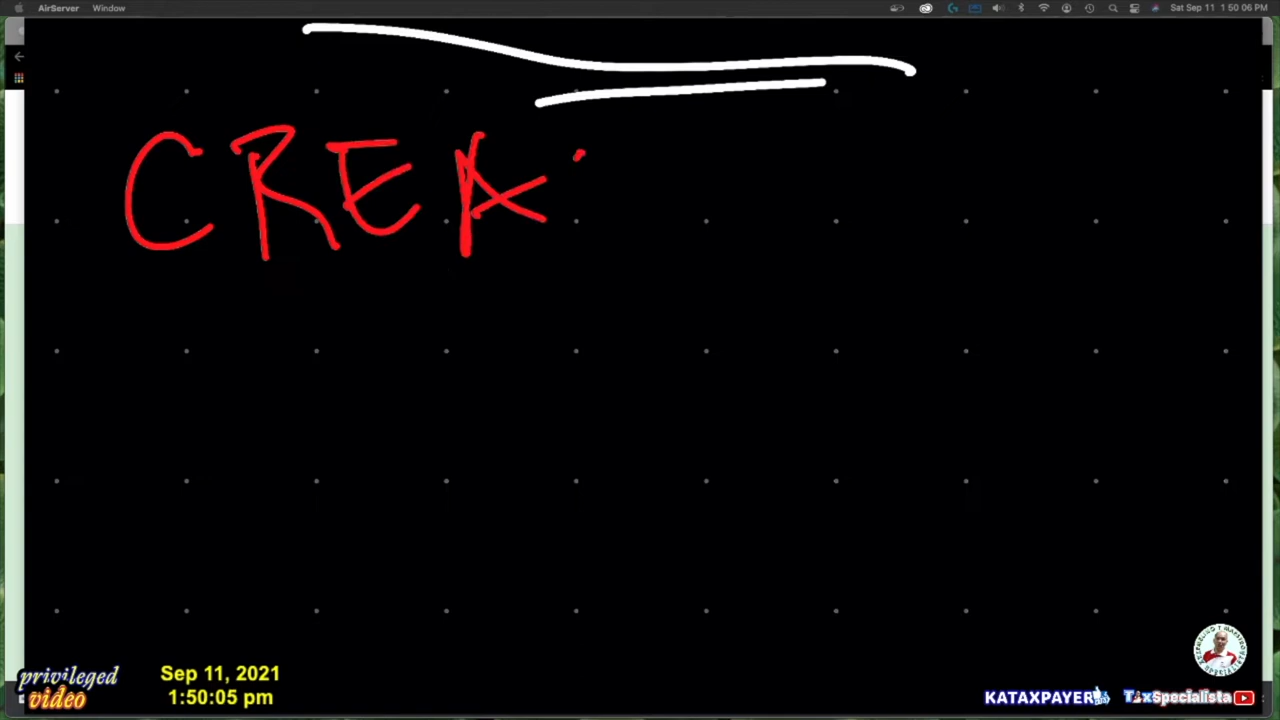 AirServer Window Sat Sep 11 1:50:06 PM
CREA
privileged
video
Sep 11, 2021
1:50:05 pm
KATAXPAYER
TaxSpecialista